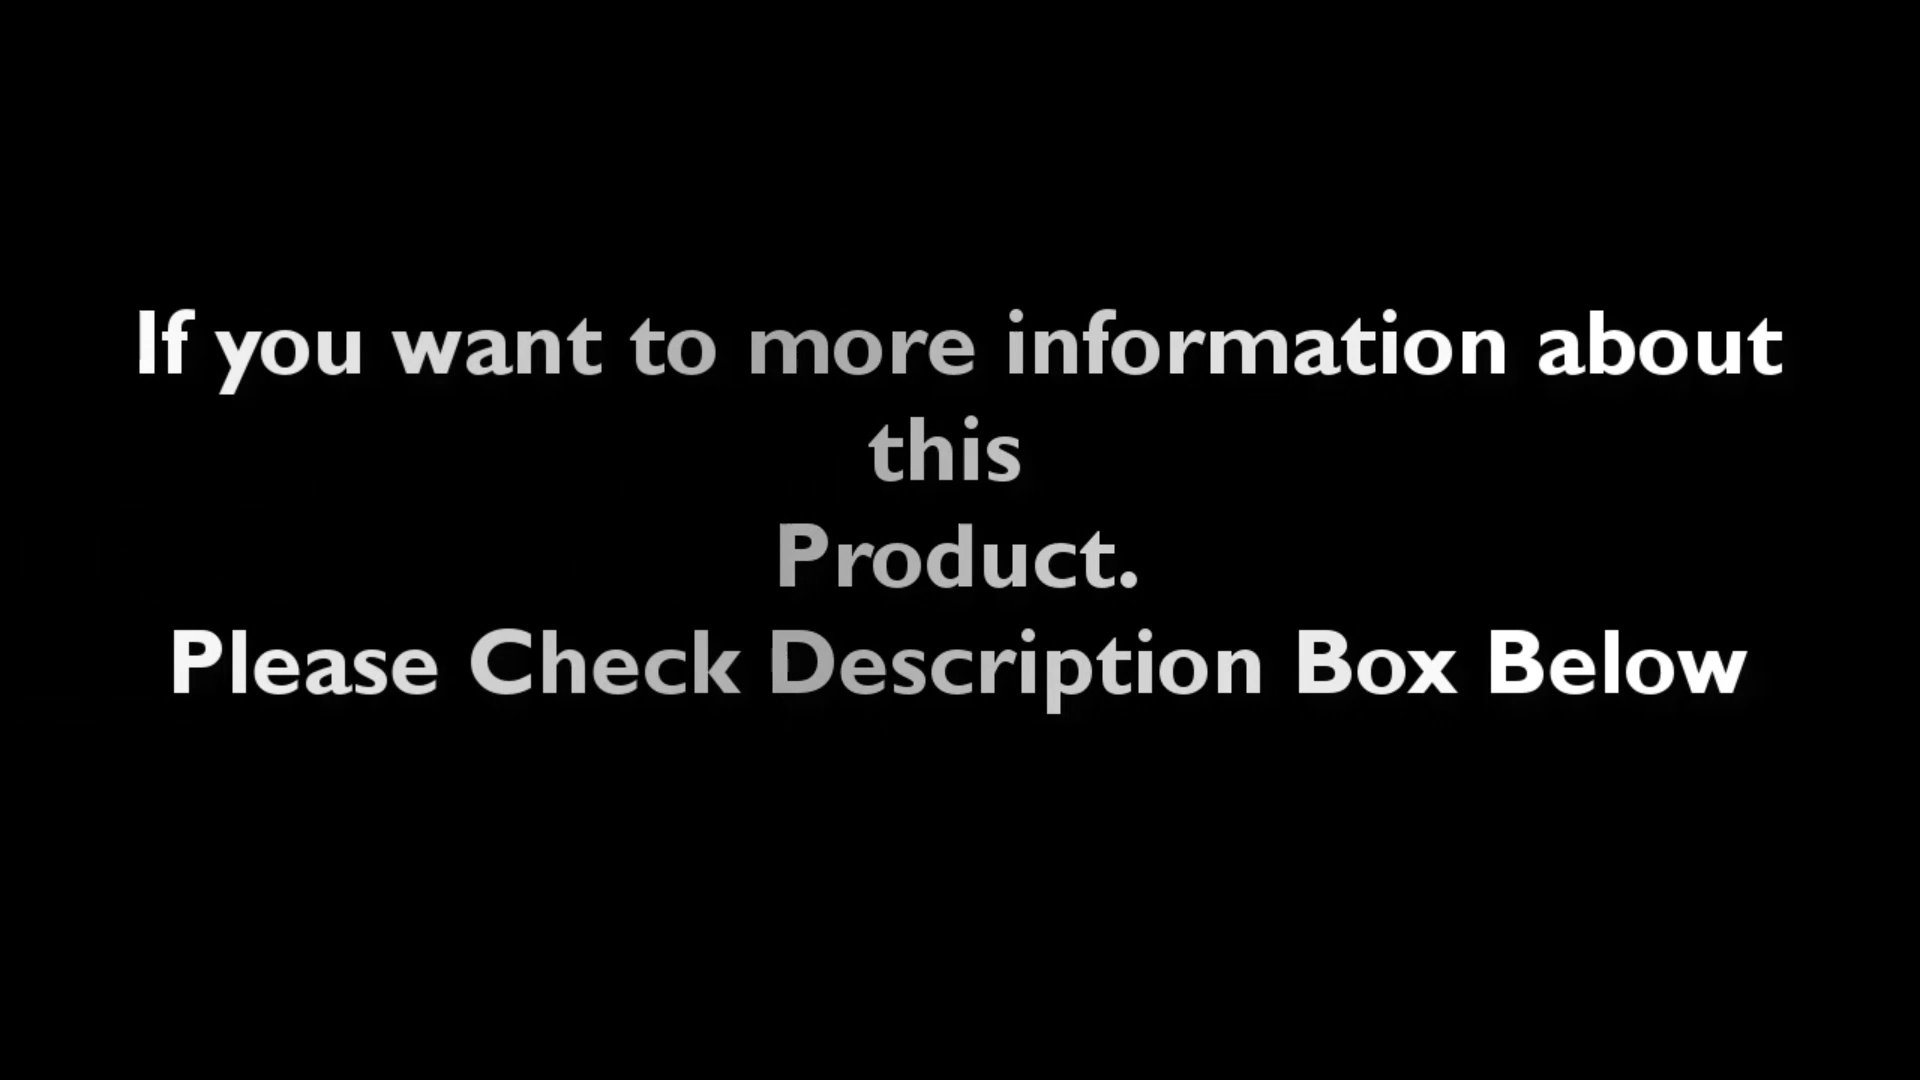 If you want to more information about
this
Product.
Please Check Description Box Below